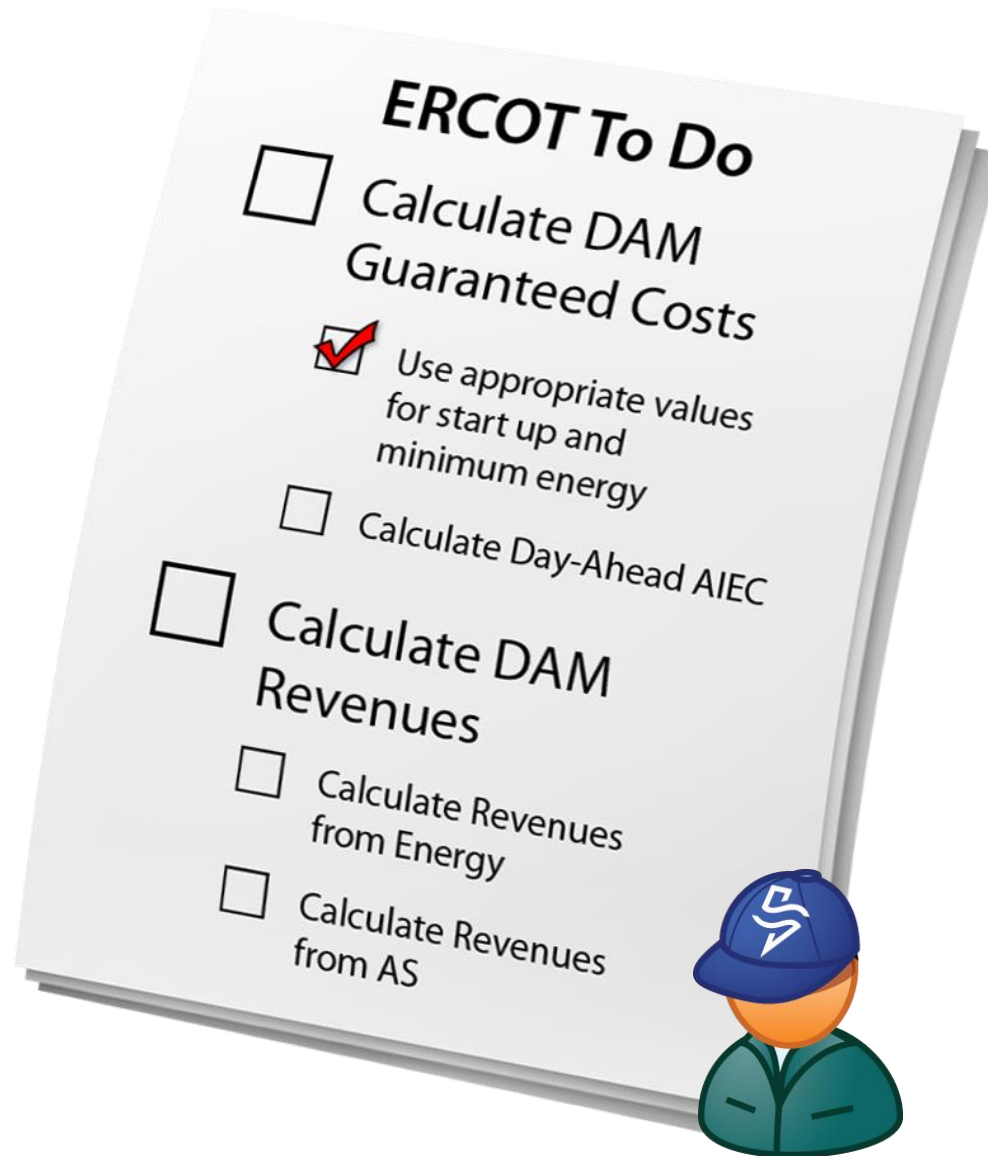 ERCOT To Do
Calculate DAM
Guaranteed Costs
Use appropriate values
for start up and
minimum energy
Calculate Day-Ahead AIEC
Calculate DAM
Revenues
Calculate Revenues
from Energy
Calculate Revenues
from AS